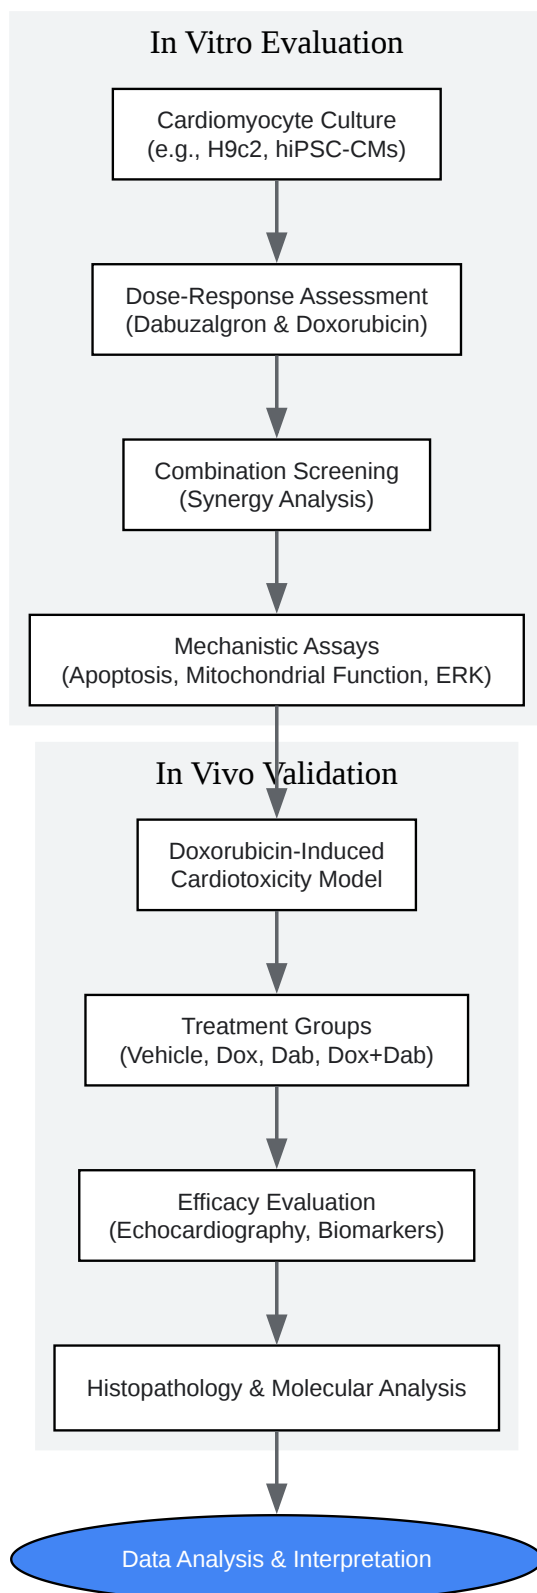 In Vitro Evaluation
Cardiomyocyte Culture
(e.g., H9c2, hiPSC-CMs)
Dose-Response Assessment
(Dabuzalgron & Doxorubicin)
Combination Screening
(Synergy Analysis)
Mechanistic Assays
(Apoptosis, Mitochondrial Function, ERK)
In Vivo Validation
Doxorubicin-Induced
Cardiotoxicity Model
Treatment Groups
(Vehicle, Dox, Dab, Dox+Dab)
Efficacy Evaluation
(Echocardiography, Biomarkers)
Histopathology & Molecular Analysis
Data Analysis & Interpretation